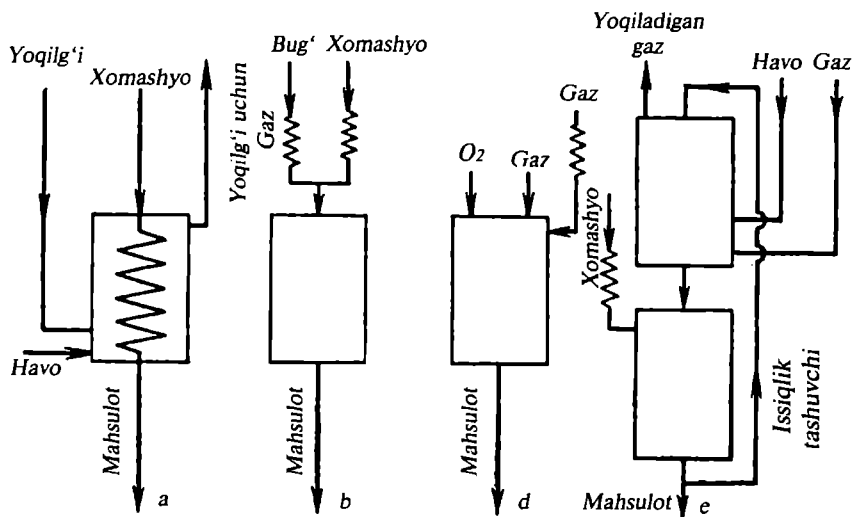 Yoqilg‘i
Xomashyo
Havo
Mahsulot
a
Yoqilg‘i uchun
Gaz
Bug‘
Xomashyo
Mahsulot
b
O2
Gaz
Gaz
Mahsulot
d
Yoqiladigan
gaz
Havo
Gaz
Xomashyo
Issiqlik
tashuvchi
Mahsulot
e